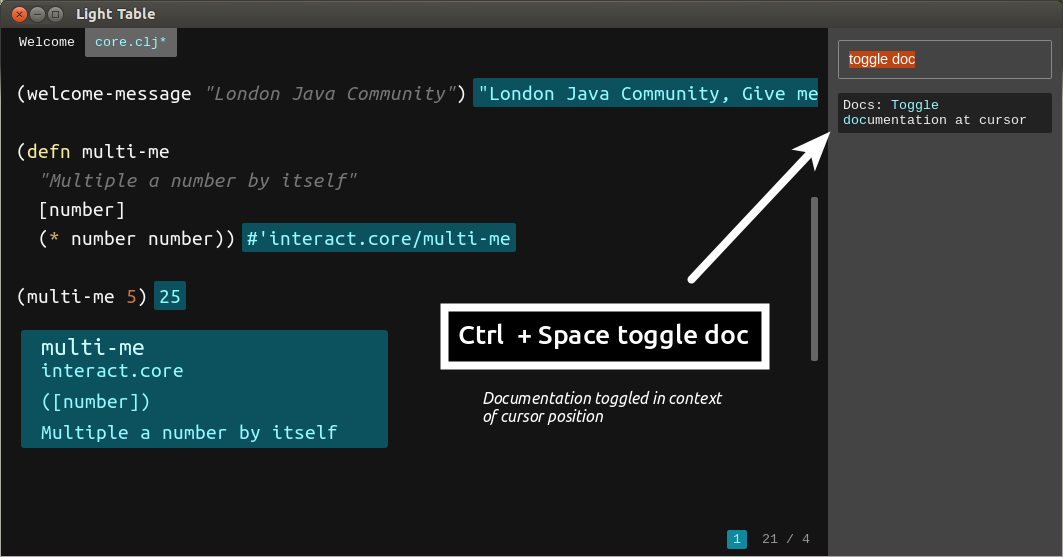 Light Table
Welcome core.clj*
toggle doc
Docs: Toggle
documentation at cursor
(welcome-message "London Java Community") "London Java Community, Give me
(defn multi-me
"Multiple a number by itself"
[number]
(* number number)) #'interact.core/multi-me
(multi-me 5) 25
multi-me
interact.core
([number])
Multiple a number by itself
Ctrl + Space toggle doc
Documentation toggled in context
of cursor position
1 21 / 4